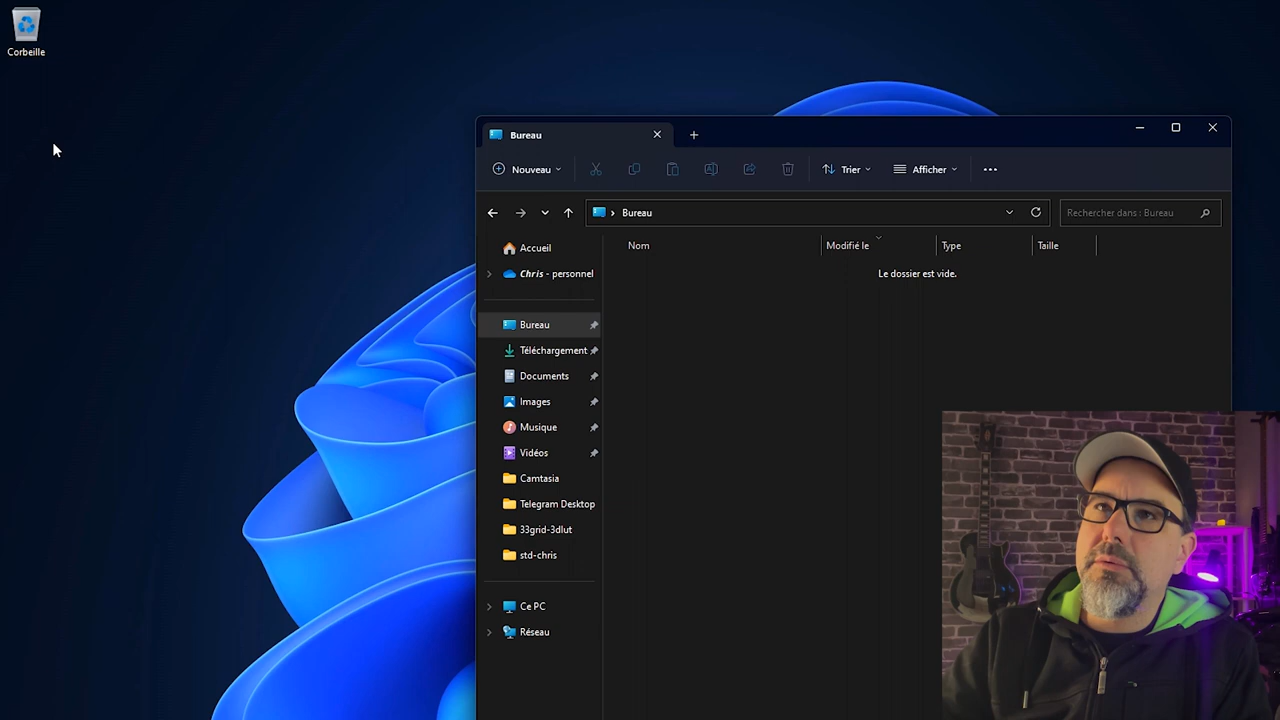 Corbeille
Bureau
Nouveau
Trier
Afficher
Bureau
Rechercher dans : Bureau
Nom
Modifié le
Type
Taille
Le dossier est vide.
Accueil
Chris - personnel
Bureau
Téléchargement
Documents
Images
Musique
Vidéos
Camtasia
Telegram Desktop
33grid-3dlut
std-chris
Ce PC
Réseau